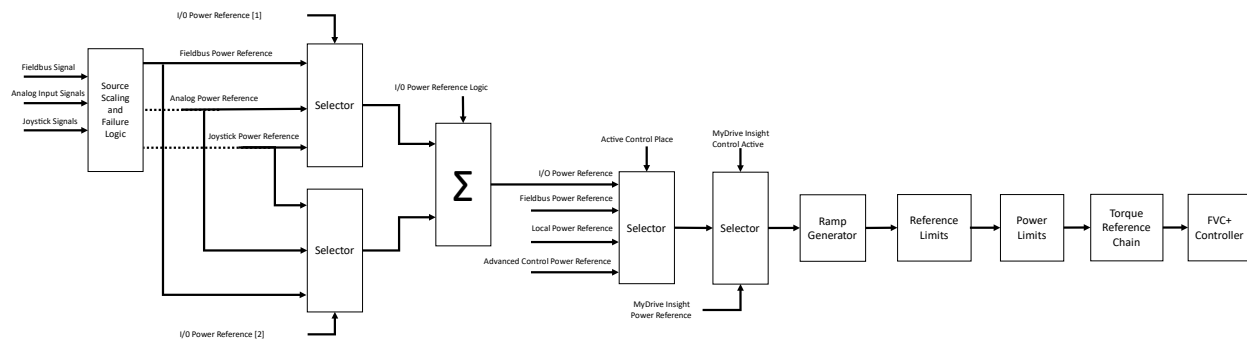 I/0 Power Reference [1]
Fieldbus Power Reference
Fieldbus Signal
Analog Input Signals
Joystick Signals
Source
Scaling
and
Failure
Logic
Analog Power Reference
Joystick Power Reference
Selector
Selector
I/0 Power Reference [2]
I/0 Power Reference Logic
Σ
Active Control Place
I/O Power Reference
Fieldbus Power Reference
Local Power Reference
Advanced Control Power Reference
Selector
MyDrive Insight
Control Active
Selector
MyDrive Insight
Power Reference
Ramp
Generator
Reference
Limits
Power
Limits
Torque
Reference
Chain
FVC+
Controller